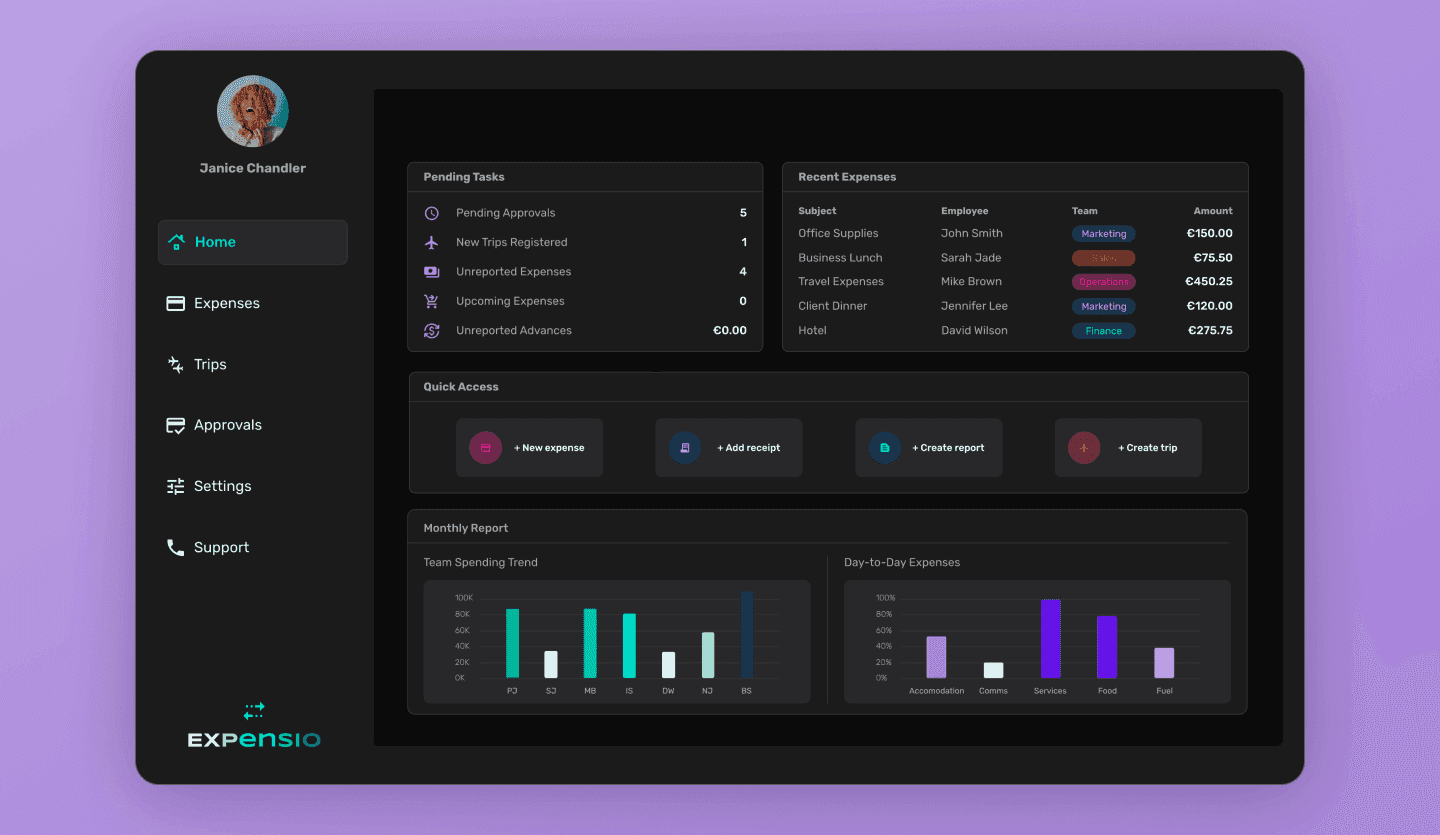 Janice Chandler
Home
Expenses
Trips
Approvals
Settings
Support
EXPENSIO
Pending Tasks
Pending Approvals 5
New Trips Registered 1
Unreported Expenses 4
Upcoming Expenses 0
Unreported Advances €0.00
Recent Expenses
Subject Employee Team Amount
Office Supplies John Smith Marketing €150.00
Business Lunch Sarah Jade Sales €75.50
Travel Expenses Mike Brown Operations €450.25
Client Dinner Jennifer Lee Marketing €120.00
Hotel David Wilson Finance €275.75
Quick Access
+ New expense
+ Add receipt
+ Create report
+ Create trip
Monthly Report
Team Spending Trend
100K
80K
60K
40K
20K
0K
PJ SJ MB IS DW NJ BS
Day-to-Day Expenses
100%
80%
60%
40%
20%
0%
Accomodation Comms Services Food Fuel